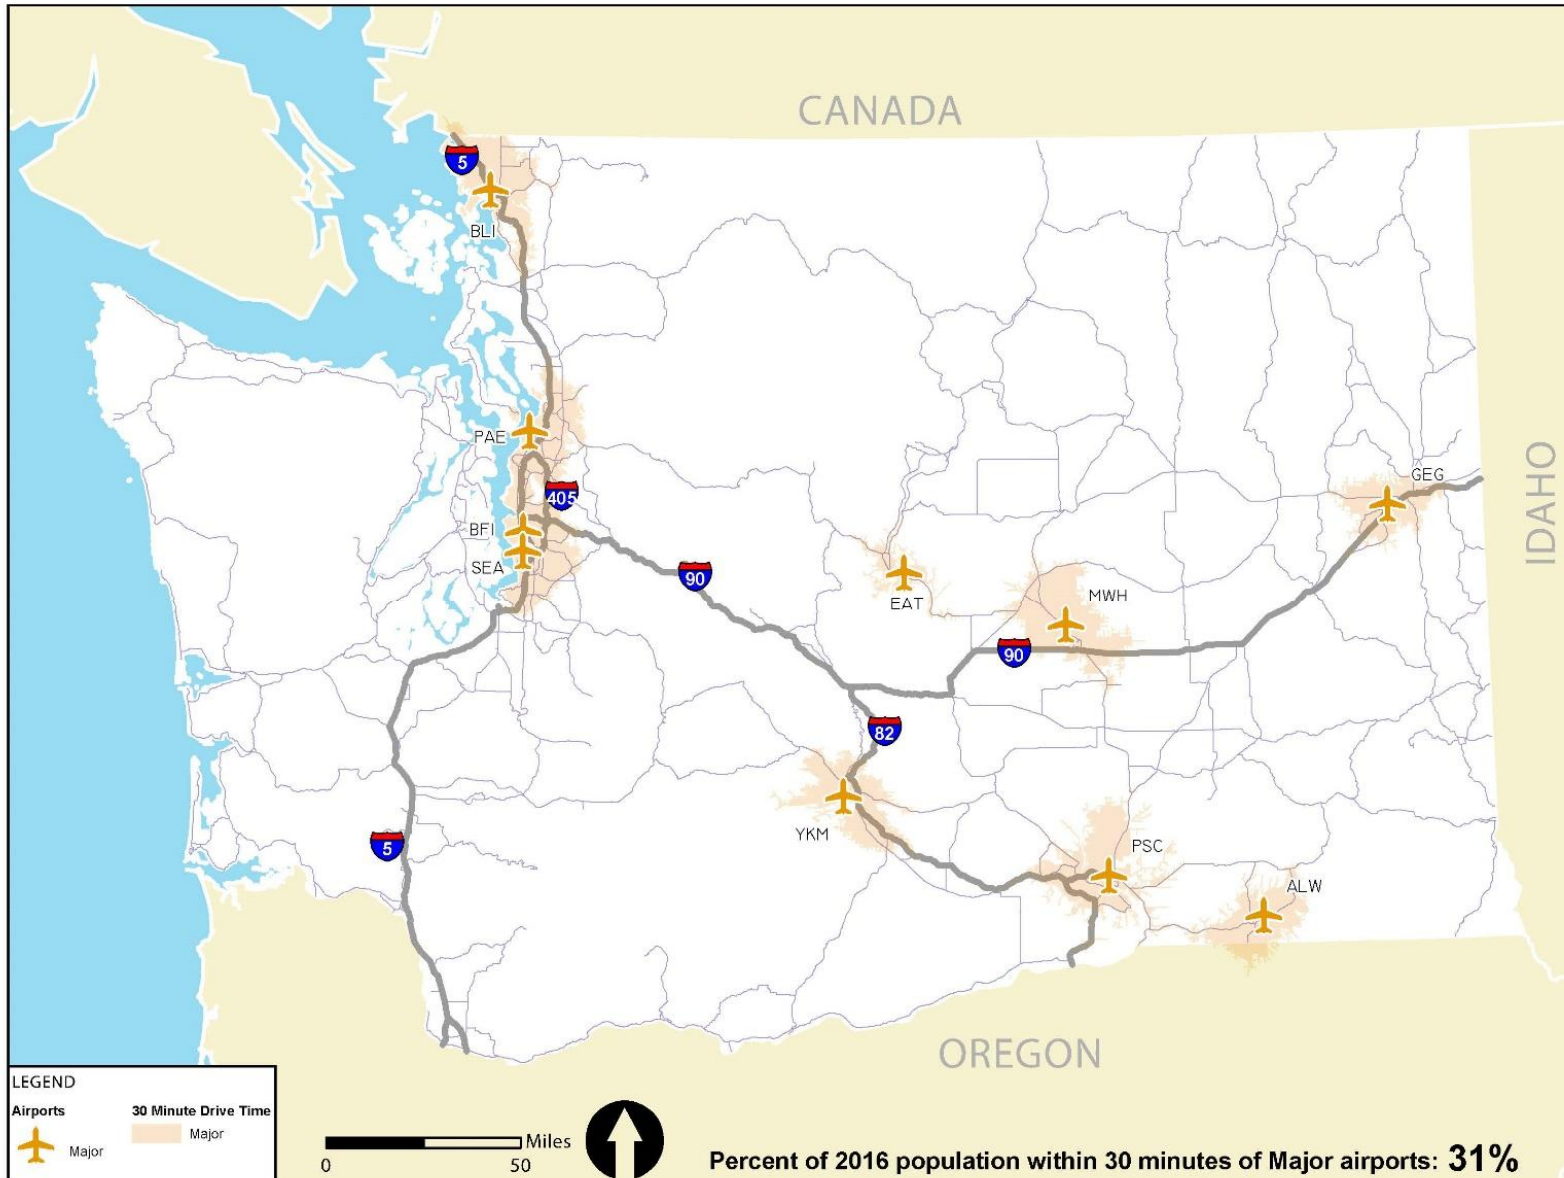 CANADA
5
BLI
PAE
405
GEG
IDAHO
BFI
SEA
90
EAT
MWH
90
82
YKM
PSC
5
ALW
OREGON
LEGEND
Airports
30 Minute Drive Time
Major
Major
Miles
0
50
Percent of 2016 population within 30 minutes of Major airports: 31%